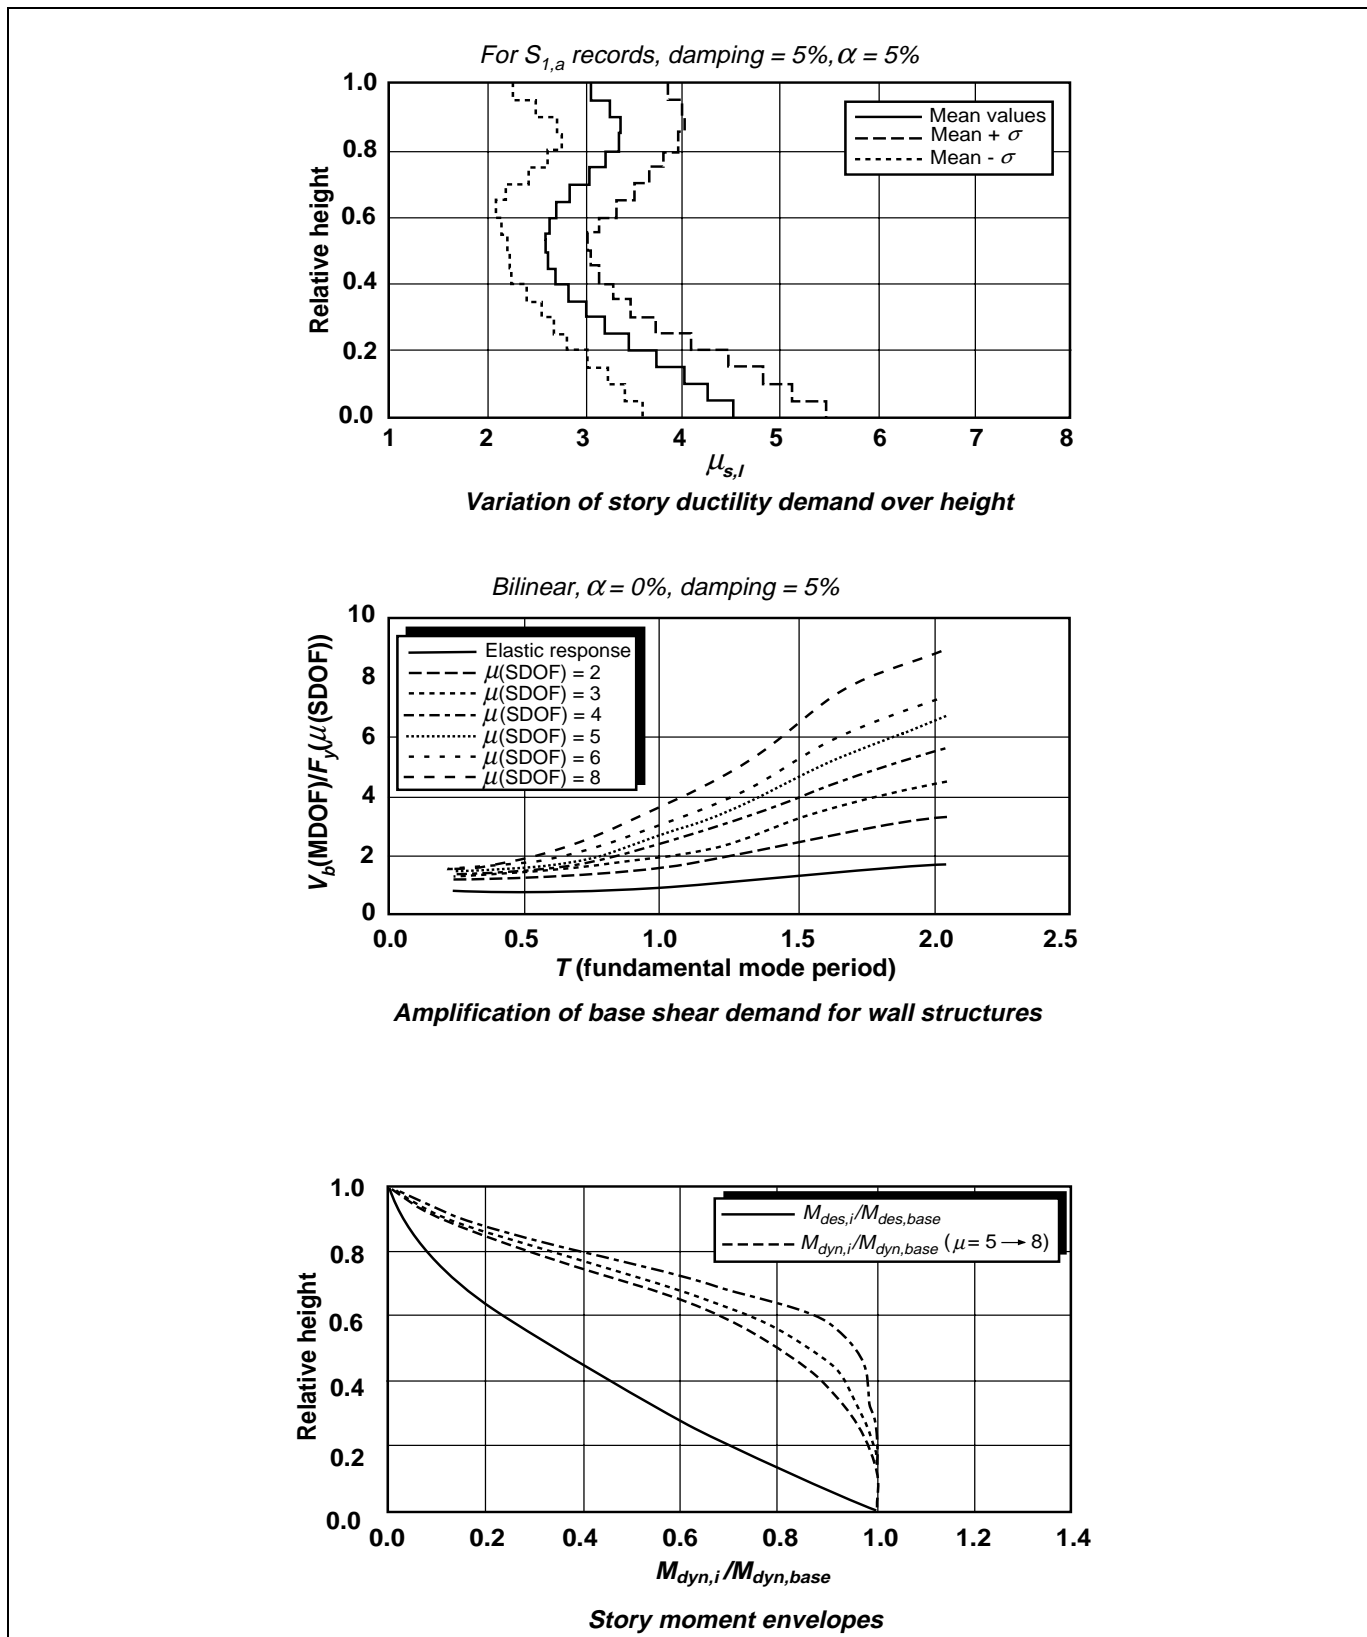 For S1,a records, damping = 5%, α = 5%
1.0
0.8
0.6
0.4
0.2
0.0
Relative height
Mean values
Mean + σ
Mean - σ
1 2 3 4 5 6 7 8
μs,l
Variation of story ductility demand over height
Bilinear, α = 0%, damping = 5%
10
8
6
4
2
0
Vb(MDOF)/Fy(μ(SDOF))
Elastic response
μ(SDOF) = 2
μ(SDOF) = 3
μ(SDOF) = 4
μ(SDOF) = 5
μ(SDOF) = 6
μ(SDOF) = 8
0.0 0.5 1.0 1.5 2.0 2.5
T (fundamental mode period)
Amplification of base shear demand for wall structures
1.0
0.8
0.6
0.4
0.2
0.0
Relative height
Mdes,i/Mdes,base
Mdyn,i/Mdyn,base (μ = 5 → 8)
0.0 0.2 0.4 0.6 0.8 1.0 1.2 1.4
Mdyn,i/Mdyn,base
Story moment envelopes